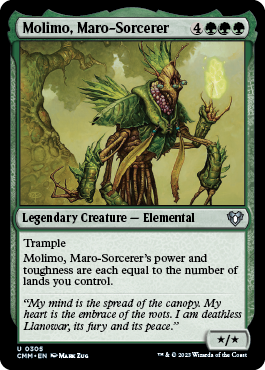 Molimo, Maro-Sorcerer 4
Legendary Creature — Elemental
Trample
Molimo, Maro-Sorcerer's power and
toughness are each equal to the number of
lands you control.
“My mind is the spread of the canopy. My
heart is the embrace of the roots. I am deathless
Llanowar, its fury and its peace.”
*/*
U 0305
CMM • EN Mark Zug
™ & © 2023 Wizards of the Coast